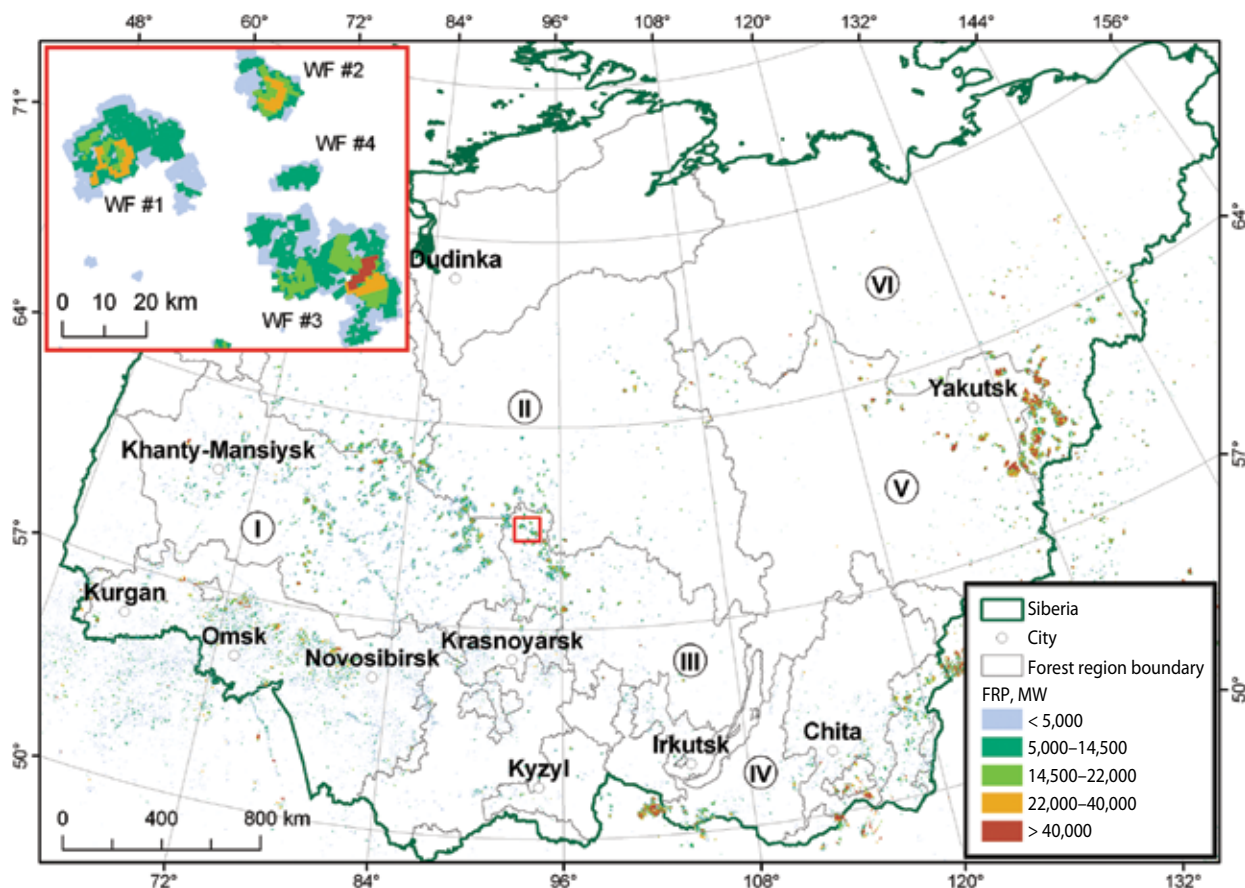 48° 60° 72° 84° 96° 108° 120° 132° 144° 156°
WF #2
71°
WF #4
WF #1
64°
Dudinka
VI
0 10 20 km
WF #3
64°
Yakutsk
II
Khanty-Mansiysk
57°
V
I
57°
Kurgan
Omsk
Krasnoyarsk
Novosibirsk
III
50°
Chita
Irkutsk
50°
IV
Kyzyl
0 400 800 km
Siberia
City
Forest region boundary
FRP, MW
< 5,000
5,000–14,500
14,500–22,000
22,000–40,000
> 40,000
72° 84° 96° 108° 120° 132°